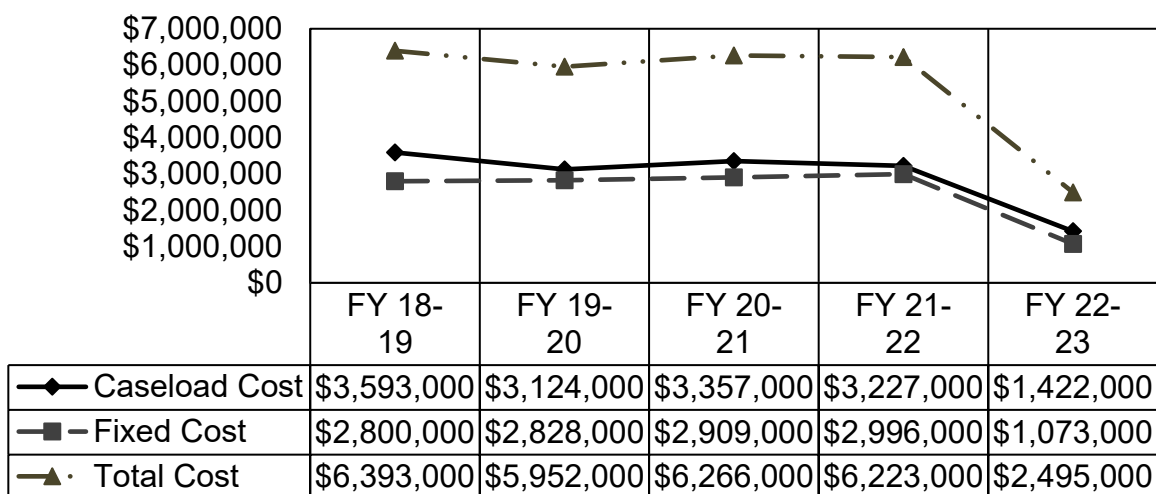 $7,000,000
$6,000,000
$5,000,000
$4,000,000
$3,000,000
$2,000,000
$1,000,000
$0
FY 18-
19
FY 19-
20
FY 20-
21
FY 21-
22
FY 22-
23
Caseload Cost $3,593,000 $3,124,000 $3,357,000 $3,227,000 $1,422,000
Fixed Cost $2,800,000 $2,828,000 $2,909,000 $2,996,000 $1,073,000
Total Cost $6,393,000 $5,952,000 $6,266,000 $6,223,000 $2,495,000